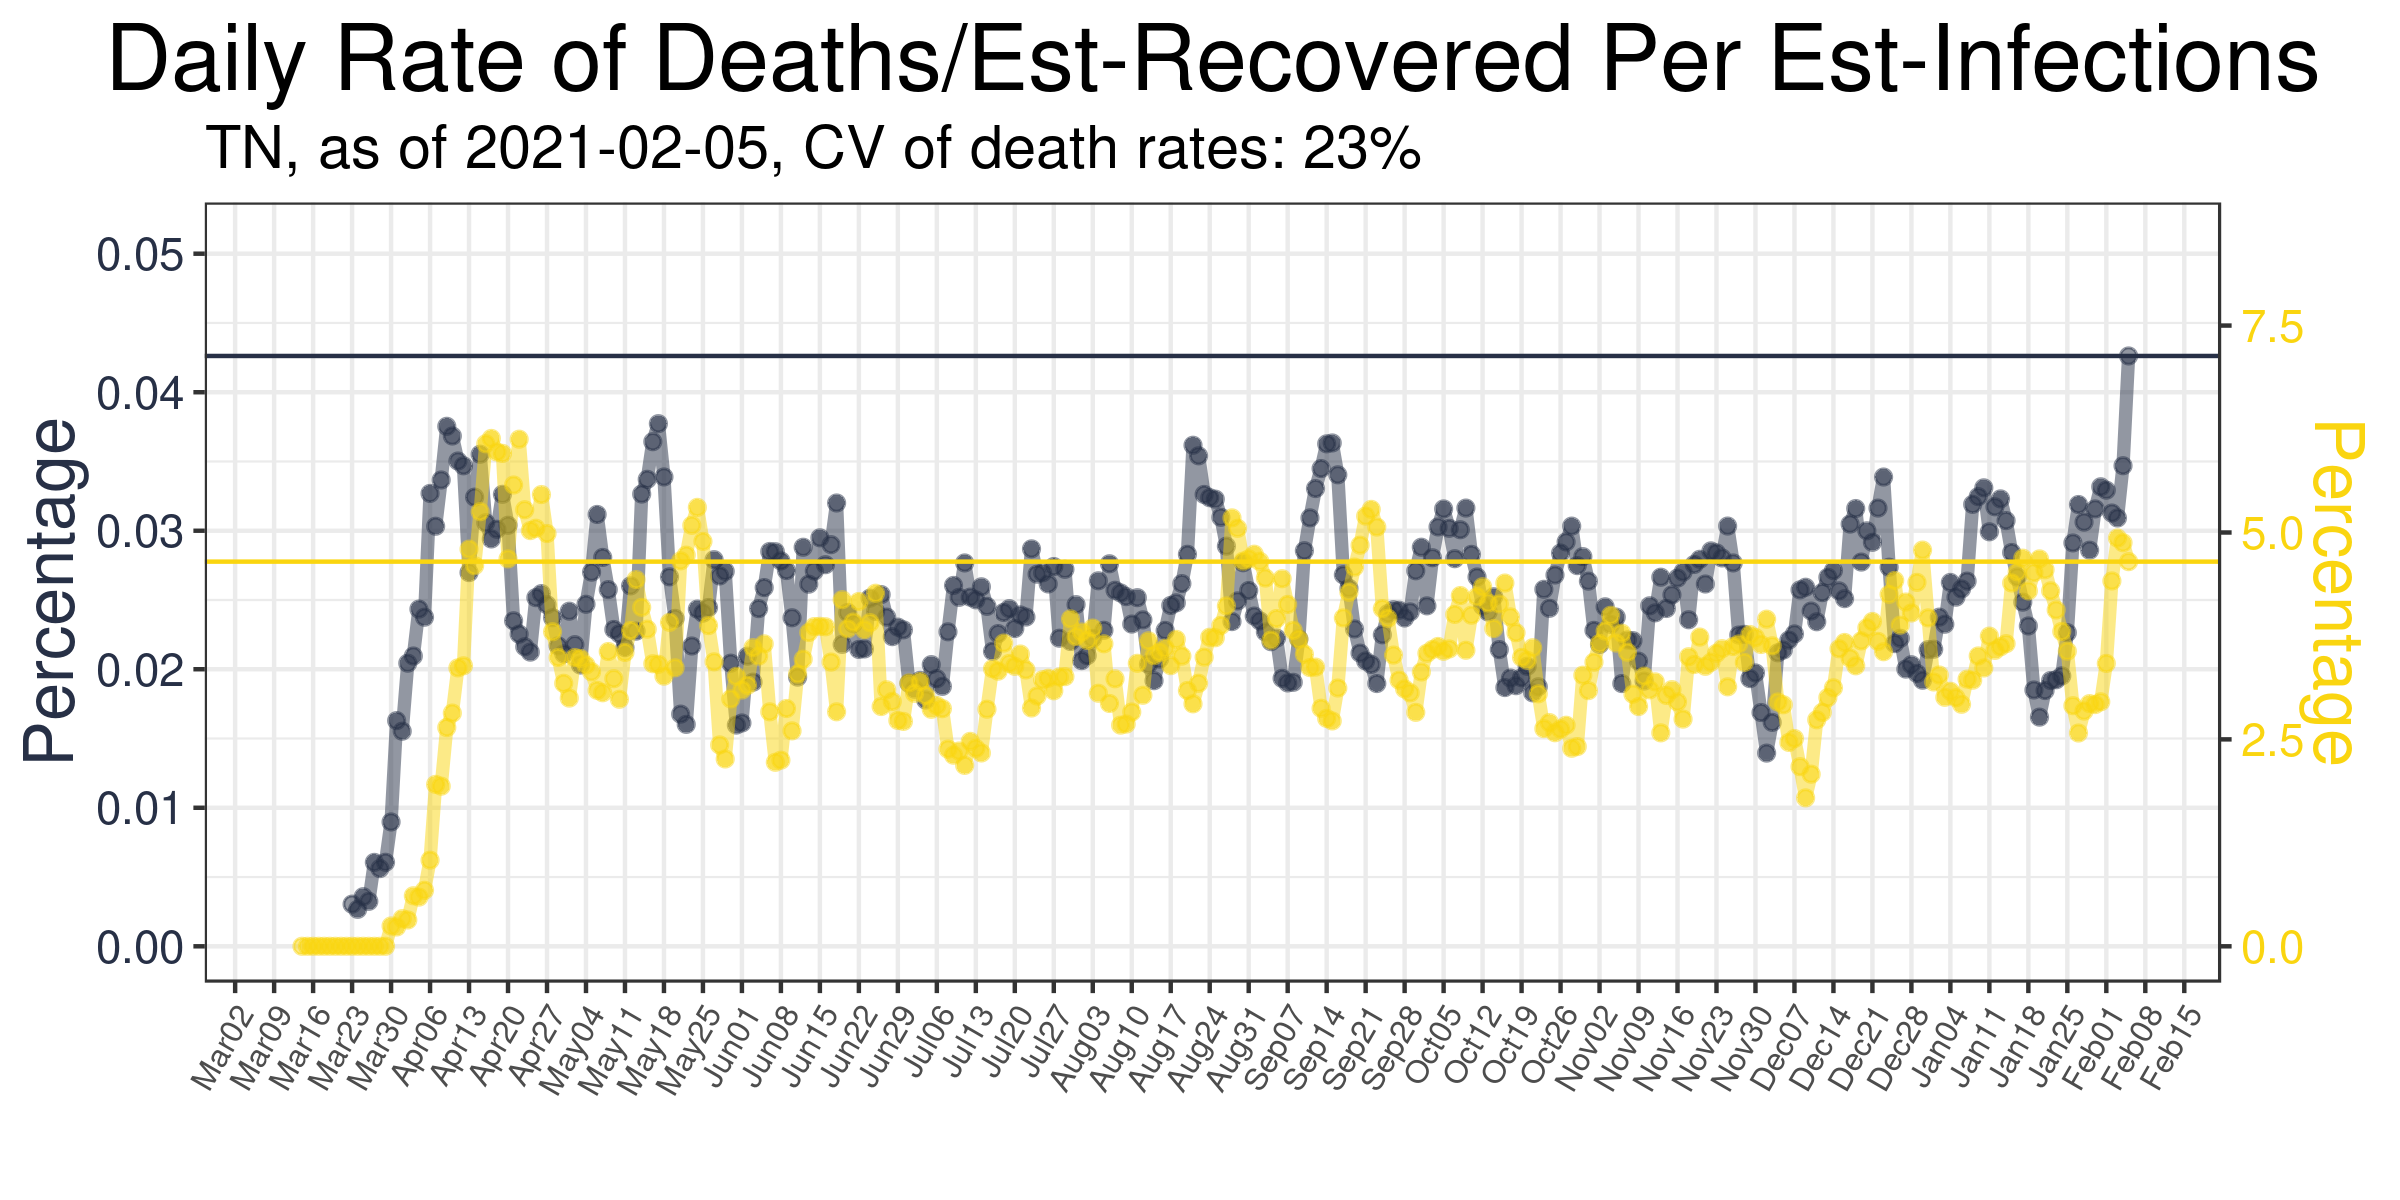 Daily Rate of Deaths/Est-Recovered Per Est-Infections
TN, as of 2021-02-05, CV of death rates: 23%
Percentage
0.05
0.04
0.03
0.02
0.01
0.00
7.5
5.0
2.5
0.0
Percentage
Mar02
Mar09
Mar16
Mar23
Mar30
Apr06
Apr13
Apr20
Apr27
May04
May11
May18
May25
Jun01
Jun08
Jun15
Jun22
Jun29
Jul06
Jul13
Jul20
Jul27
Aug03
Aug10
Aug17
Aug24
Aug31
Sep07
Sep14
Sep21
Sep28
Oct05
Oct12
Oct19
Oct26
Nov02
Nov09
Nov16
Nov23
Nov30
Dec07
Dec14
Dec21
Dec28
Jan04
Jan11
Jan18
Jan25
Feb01
Feb08
Feb15